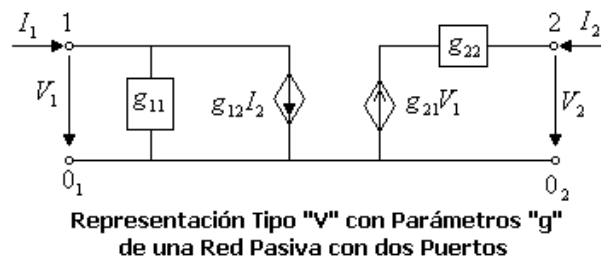 I1 1 2 I2
g22
V1 g11 g12I2 g21V1 V2
01 02
Representación Tipo "V" con Parámetros "g"
de una Red Pasiva con dos Puertos